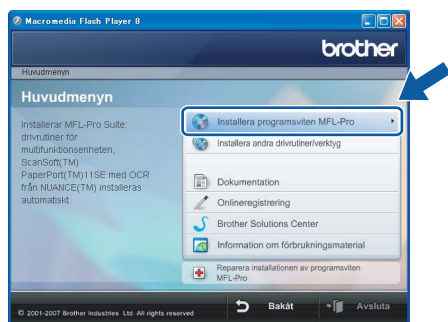 Macromedia Flash Player 8
brother
Huvudmenyn
Huvudmenyn
Installerar MFL-Pro Suite:
drivrutiner för
multifunktionsenheten,
ScanSoft(TM)
PaperPort(TM)11SE med OCR
från NUANCE(TM) installeras
automatiskt.
Installera programsviten MFL-Pro
Installera andra drivrutiner/verktyg
Dokumentation
Onlineregistrering
Brother Solutions Center
Information om förbrukningsmaterial
Reparera installationen av programsviten
MFL-Pro
© 2001-2007 Brother Industries. Ltd. All rights reserved
Bakåt
Avsluta